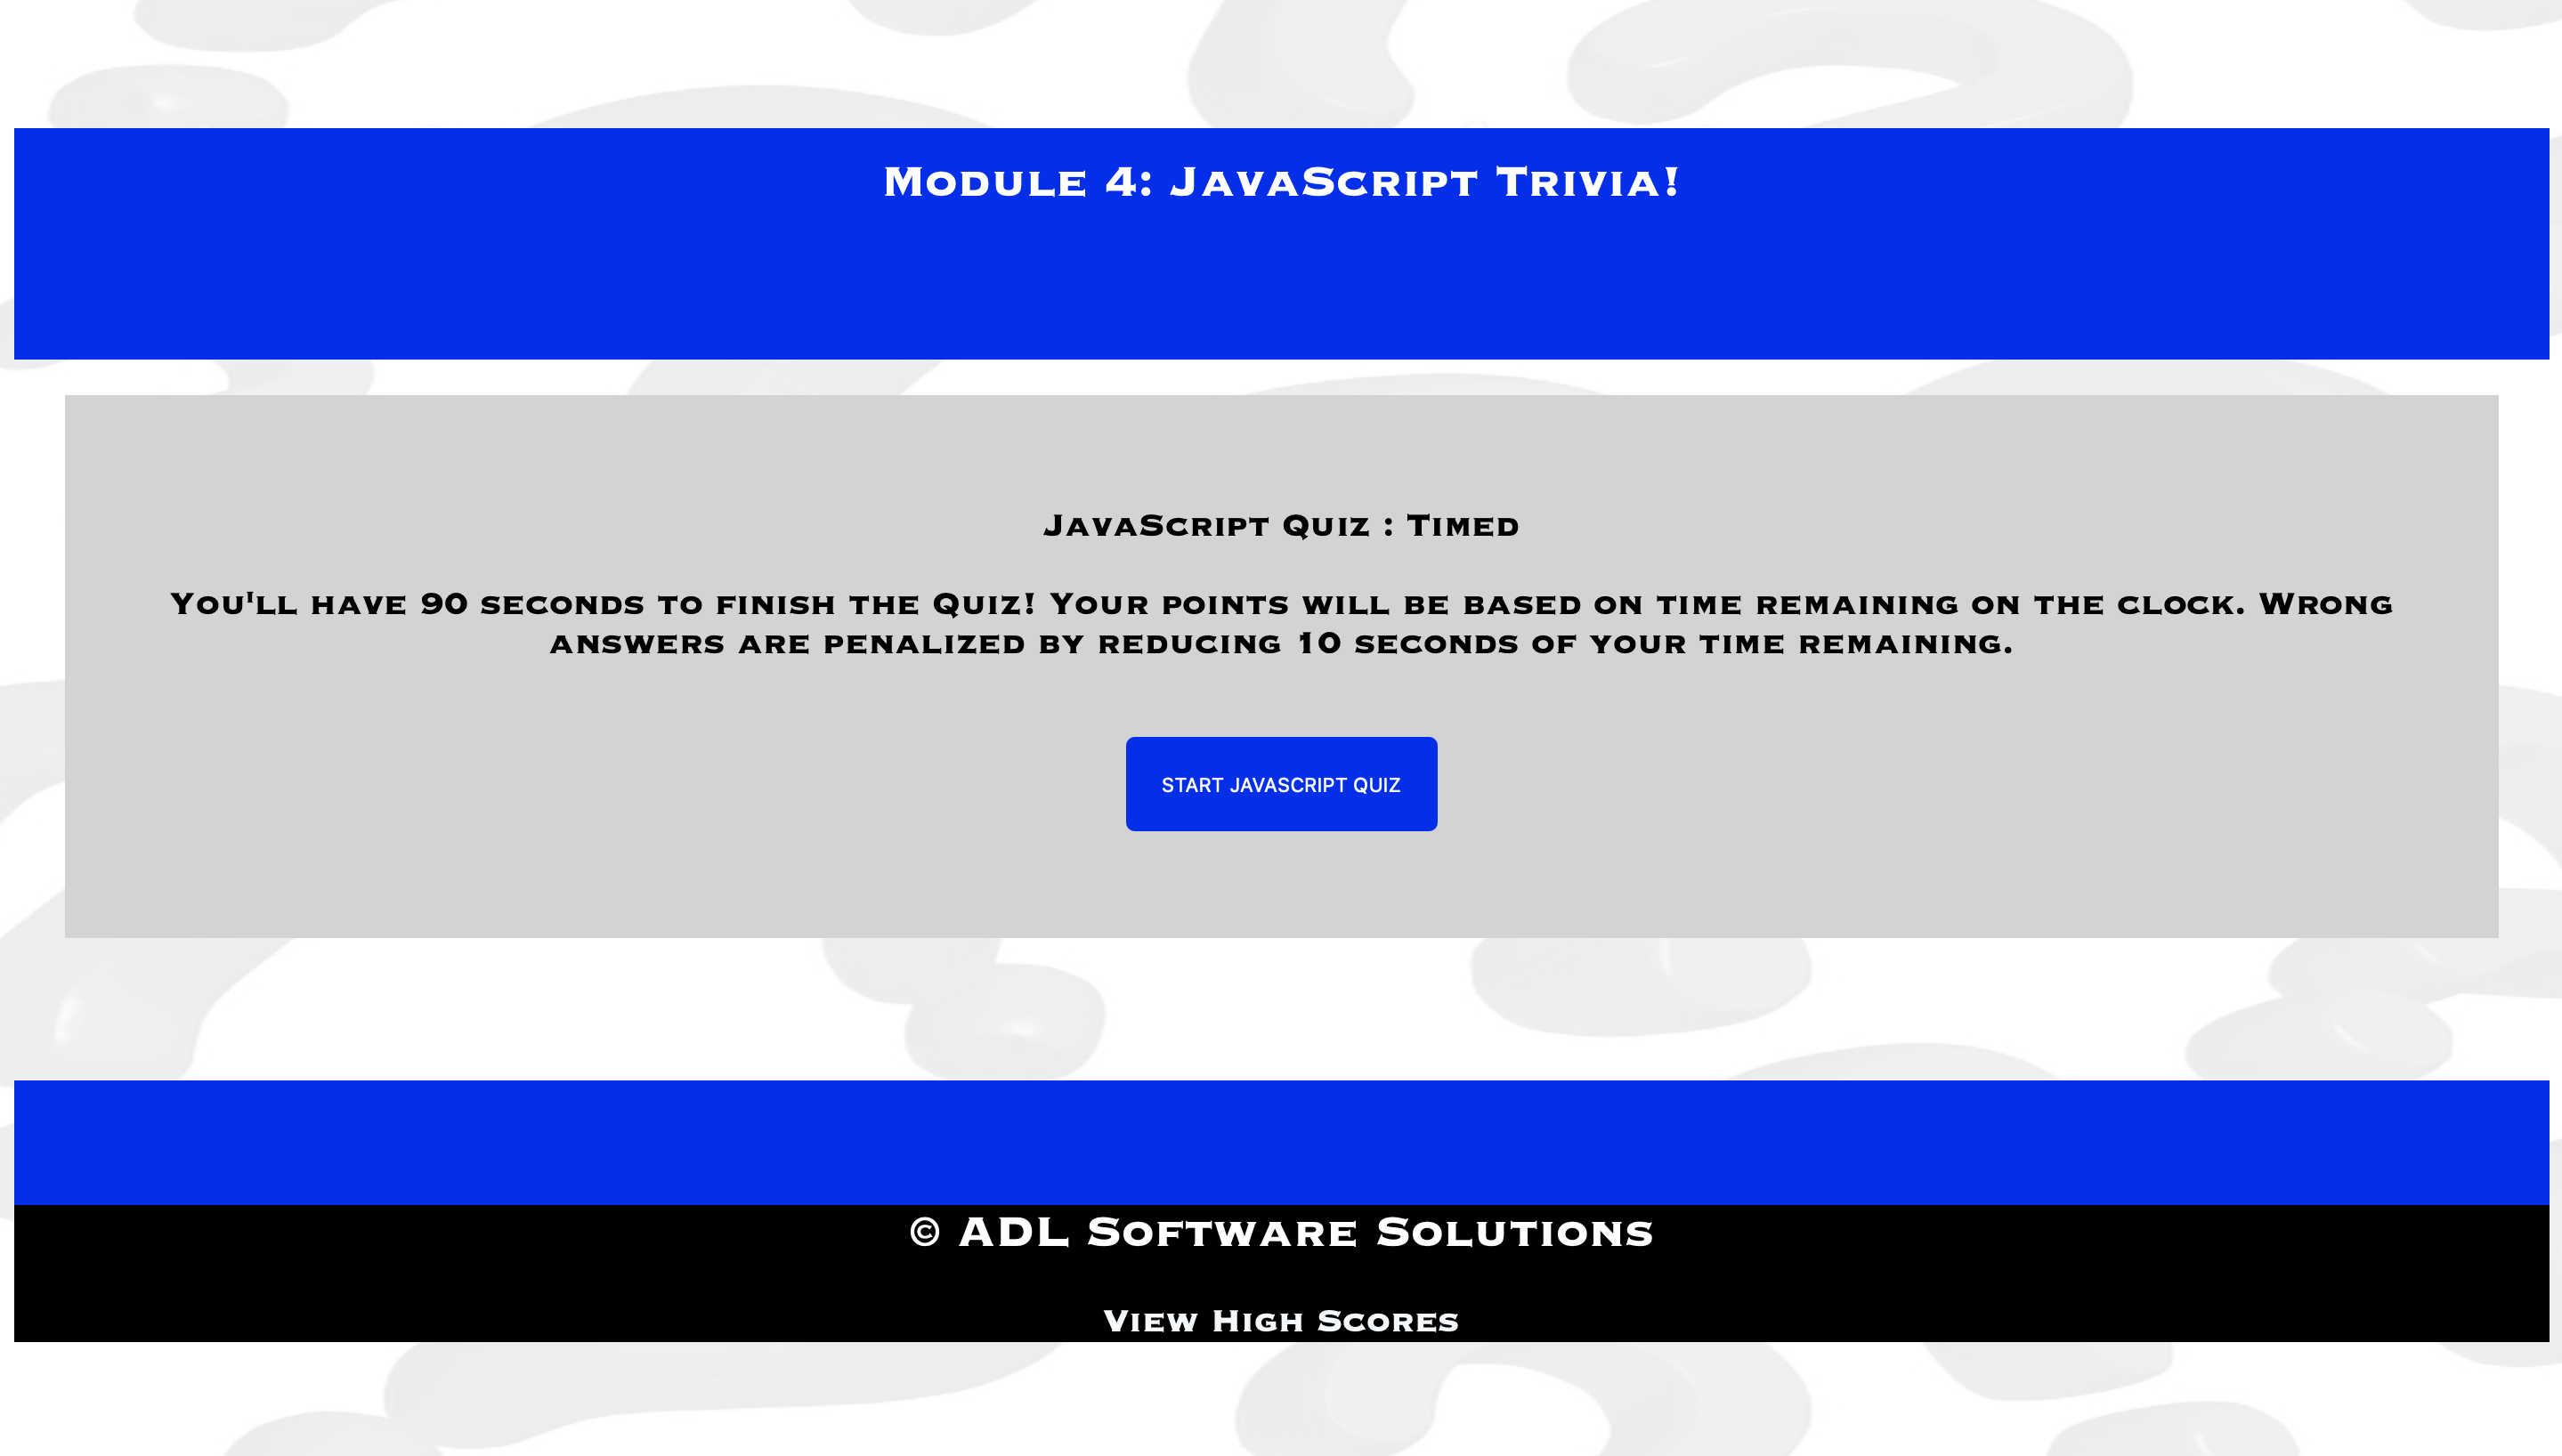 Module 4: JavaScript Trivia!
JavaScript Quiz : Timed
You'll have 90 seconds to finish the Quiz! Your points will be based on time remaining on the clock. Wrong
answers are penalized by reducing 10 seconds of your time remaining.
START JAVASCRIPT QUIZ
© ADL Software Solutions
View High Scores